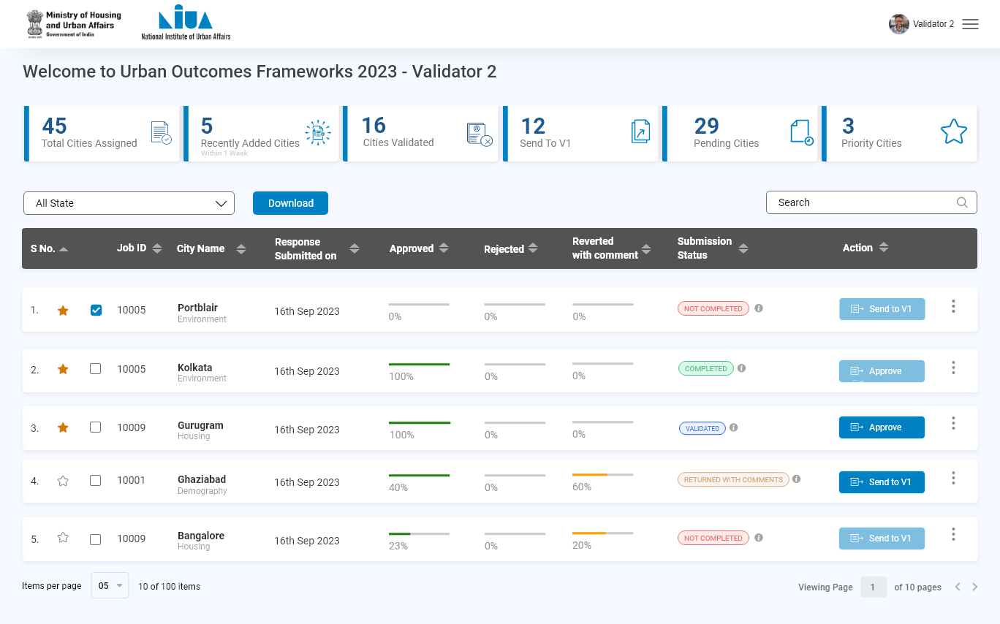 Ministry of Housing
and Urban Affairs
Government of India
NIUA
National Institute of Urban Affairs
Validator 2
Welcome to Urban Outcomes Frameworks 2023 - Validator 2
45
Total Cities Assigned
5
Recently Added Cities
Within 1 Week
16
Cities Validated
12
Send To V1
29
Pending Cities
3
Priority Cities
All State
Download
Search
S No.
Job ID
City Name
Response
Submitted on
Approved
Rejected
Reverted
with comment
Submission
Status
Action
1.
10005
Portblair
Environment
16th Sep 2023
0%
0%
0%
NOT COMPLETED
Send to V1
2.
10005
Kolkata
Environment
16th Sep 2023
100%
0%
0%
COMPLETED
Approve
3.
10009
Gurugram
Housing
16th Sep 2023
100%
0%
0%
VALIDATED
Approve
4.
10001
Ghaziabad
Demography
16th Sep 2023
40%
0%
60%
RETURNED WITH COMMENTS
Send to V1
5.
10009
Bangalore
Housing
16th Sep 2023
23%
0%
20%
NOT COMPLETED
Send to V1
Items per page
05
10 of 100 items
Viewing Page
1
of 10 pages